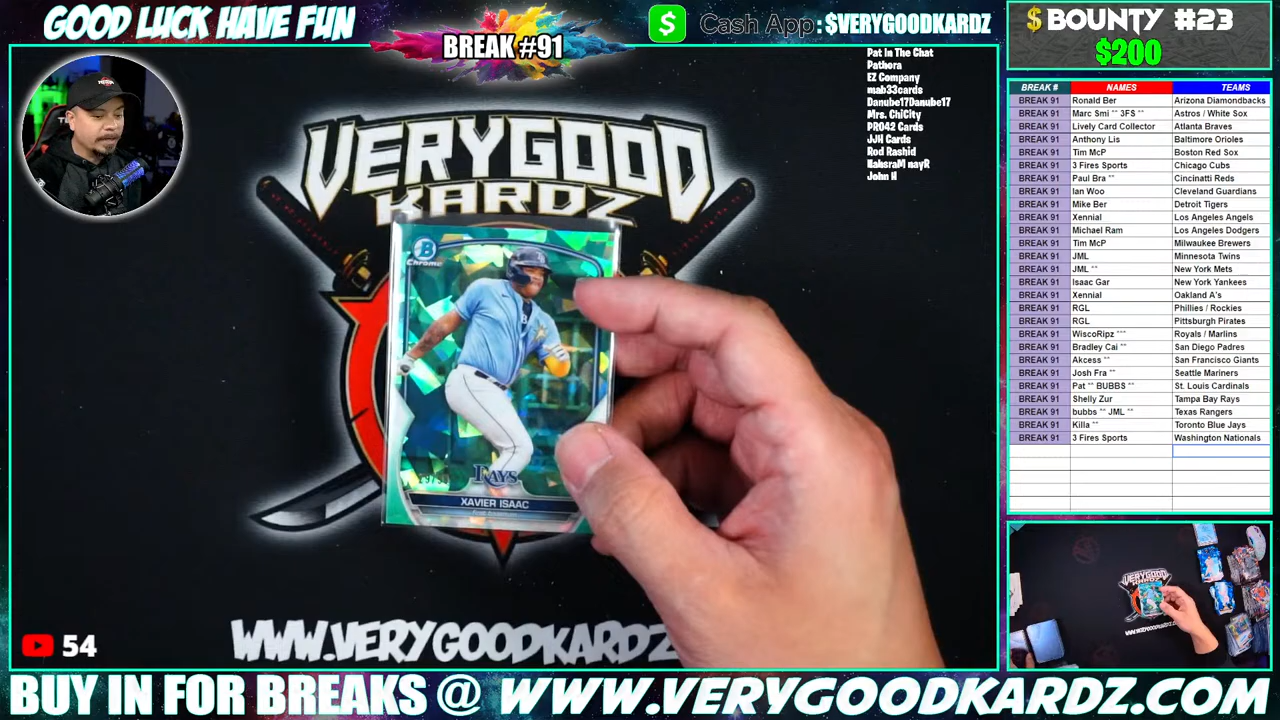 GOOD LUCK HAVE FUN
BREAK #91
Cash App : $VERYGOODKARDZ
$ BOUNTY #23
$200
Pat In The Chat
Pathora
EZ Company
mab33cards
Danube17Danube17
Mrs. ChiCity
PRO42 Cards
JJH Cards
Rod Rashid
HahsraM nayR
John H
BREAK # NAMES TEAMS
BREAK 91 Ronald Ber Arizona Diamondbacks
BREAK 91 Marc Smi ** 3FS ** Astros / White Sox
BREAK 91 Lively Card Collector Atlanta Braves
BREAK 91 Anthony Lis Baltimore Orioles
BREAK 91 Tim McP Boston Red Sox
BREAK 91 3 Fires Sports Chicago Cubs
BREAK 91 Paul Bra ** Cincinatti Reds
BREAK 91 Ian Woo Cleveland Guardians
BREAK 91 Mike Ber Detroit Tigers
BREAK 91 Xennial Los Angeles Angels
BREAK 91 Michael Ram Los Angeles Dodgers
BREAK 91 Tim McP Milwaukee Brewers
BREAK 91 JML Minnesota Twins
BREAK 91 JML ** New York Mets
BREAK 91 Isaac Gar New York Yankees
BREAK 91 Xennial Oakland A's
BREAK 91 RGL Phillies / Rockies
BREAK 91 RGL Pittsburgh Pirates
BREAK 91 WiscoRipz *** Royals / Marlins
BREAK 91 Bradley Cai ** San Diego Padres
BREAK 91 Akcess ** San Francisco Giants
BREAK 91 Josh Fra ** Seattle Mariners
BREAK 91 Pat ** BUBBS ** St. Louis Cardinals
BREAK 91 Shelly Zur Tampa Bay Rays
BREAK 91 bubbs ** JML ** Texas Rangers
BREAK 91 Killa ** Toronto Blue Jays
BREAK 91 3 Fires Sports Washington Nationals
VERYGOOD
KARDZ
B
Chrome
RAYS
XAVIER ISAAC
54
WWW.VERYGOODKARDZ
BUY IN FOR BREAKS @ WWW.VERYGOODKARDZ.COM